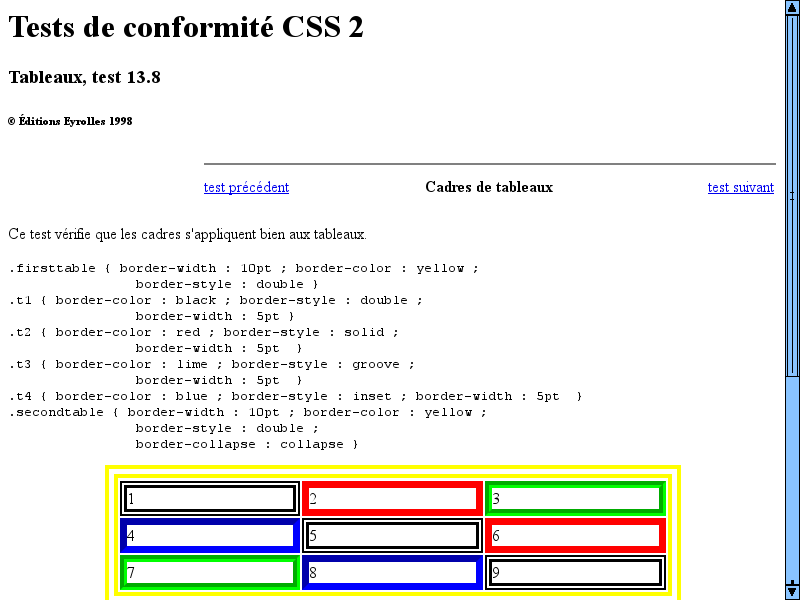 Tests de conformité CSS 2
Tableaux, test 13.8
© Éditions Eyrolles 1998
test précédent Cadres de tableaux test suivant
Ce test vérifie que les cadres s'appliquent bien aux tableaux.
.firsttable { border-width : 10pt ; border-color : yellow ;
border-style : double }
.t1 { border-color : black ; border-style : double ;
border-width : 5pt }
.t2 { border-color : red ; border-style : solid ;
border-width : 5pt }
.t3 { border-color : lime ; border-style : groove ;
border-width : 5pt }
.t4 { border-color : blue ; border-style : inset ; border-width : 5pt }
.secondtable { border-width : 10pt ; border-color : yellow ;
border-style : double ;
border-collapse : collapse }
1 2 3
4 5 6
7 8 9